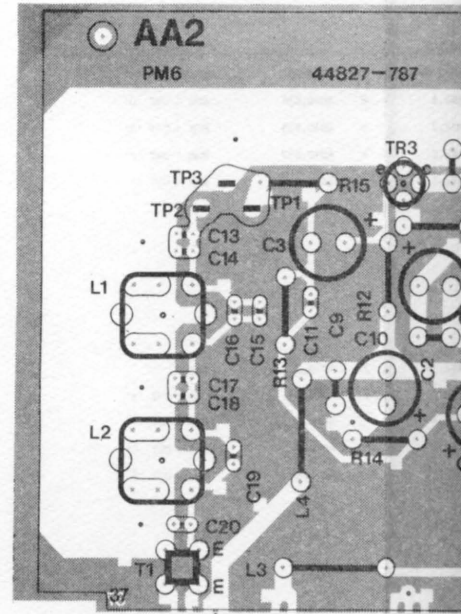 AA2
PM6 44827-787
TR3
e c
TP3
R15
TP2 TP1
C13
C3 +
C14
+
L1
R12
C16 C15 C11 C9
C10
R13
C2
C17
C18
L2
+
R14
+
C19
L4
C20
m
T1 L3
m
37